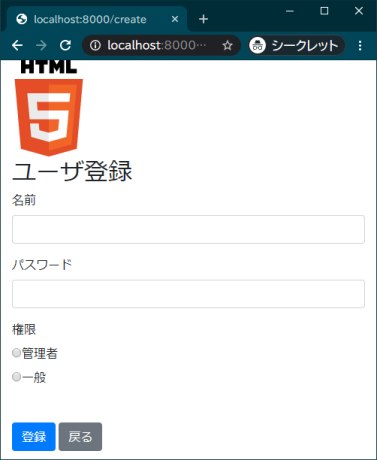 localhost:8000/create
localhost:8000…
シークレット
HTML
5
ユーザ登録
名前
パスワード
権限
管理者
一般
登録 戻る